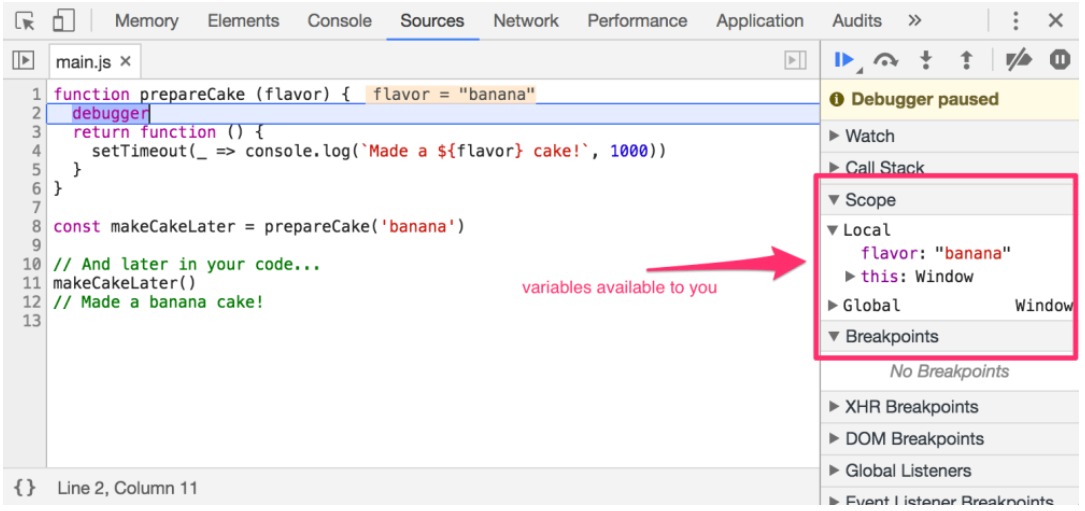 Memory Elements Console Sources Network Performance Application Audits »
main.js ×
Debugger paused
Watch
Call Stack
Scope
Local
flavor: "banana"
this: Window
Global Window
Breakpoints
No Breakpoints
XHR Breakpoints
DOM Breakpoints
Global Listeners
Event Listener Breakpoints
1 function prepareCake (flavor) { flavor = "banana"
2 debugger
3 return function () {
4 setTimeout(_ => console.log(`Made a ${flavor} cake!`, 1000))
5 }
6 }
7
8 const makeCakeLater = prepareCake('banana')
9
10 // And later in your code...
11 makeCakeLater()
12 // Made a banana cake!
13
variables available to you
{} Line 2, Column 11